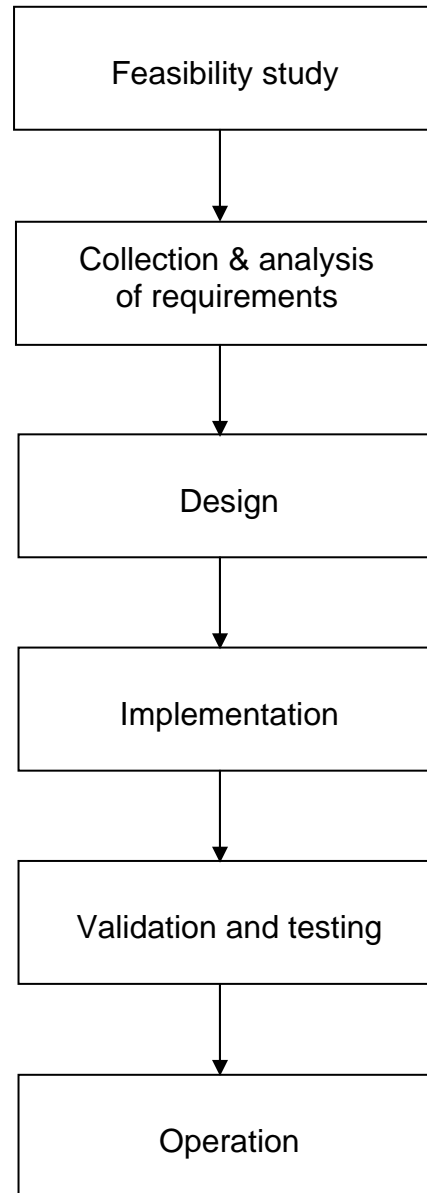 Feasibility study
Collection & analysis
of requirements
Design
Implementation
Validation and testing
Operation